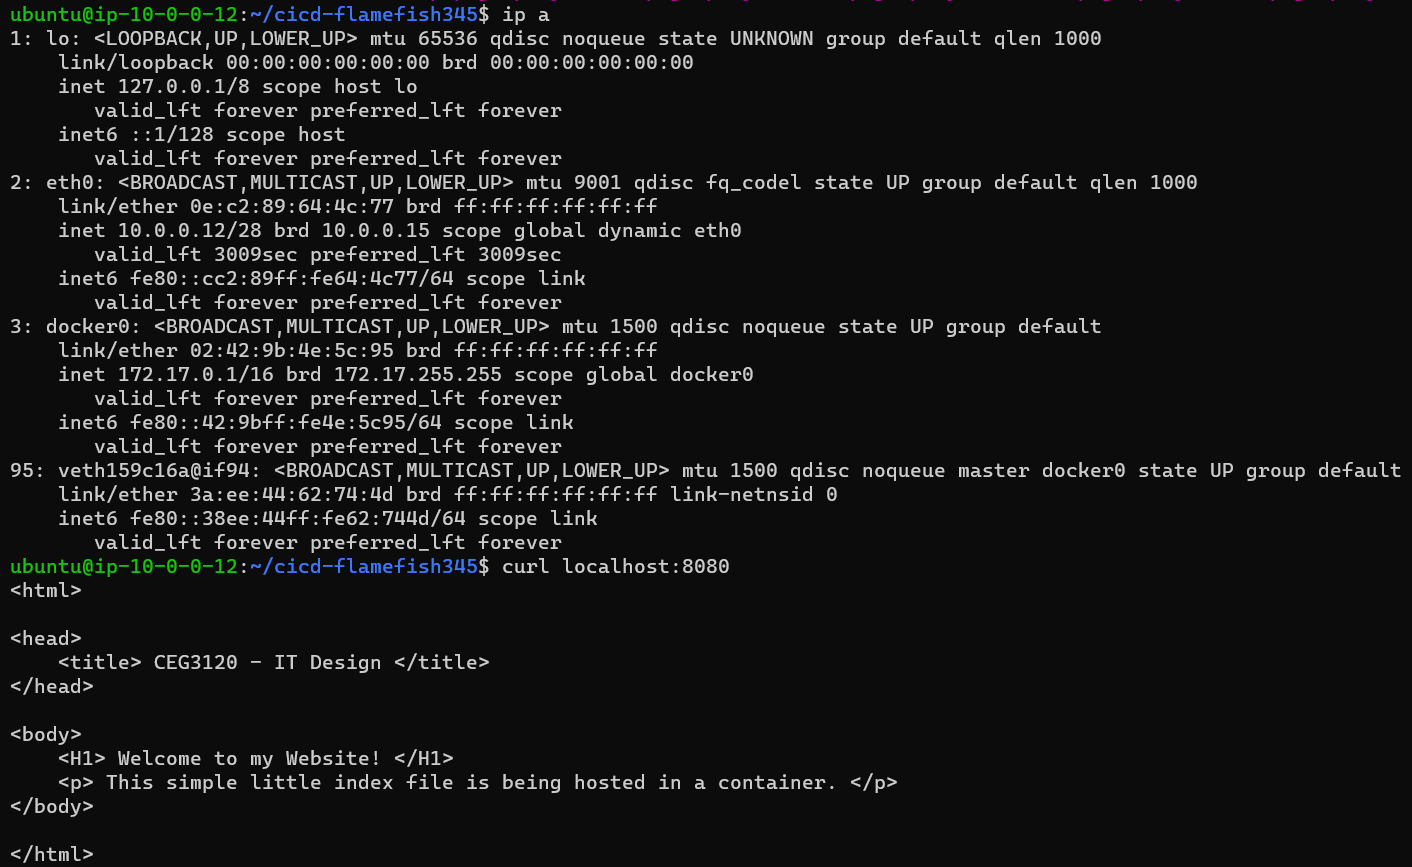 ubuntu@ip-10-0-0-12:~/cicd-flamefish345$ ip a
1: lo: <LOOPBACK,UP,LOWER_UP> mtu 65536 qdisc noqueue state UNKNOWN group default qlen 1000
    link/loopback 00:00:00:00:00:00 brd 00:00:00:00:00:00
    inet 127.0.0.1/8 scope host lo
       valid_lft forever preferred_lft forever
    inet6 ::1/128 scope host
       valid_lft forever preferred_lft forever
2: eth0: <BROADCAST,MULTICAST,UP,LOWER_UP> mtu 9001 qdisc fq_codel state UP group default qlen 1000
    link/ether 0e:c2:89:64:4c:77 brd ff:ff:ff:ff:ff:ff
    inet 10.0.0.12/28 brd 10.0.0.15 scope global dynamic eth0
       valid_lft 3009sec preferred_lft 3009sec
    inet6 fe80::cc2:89ff:fe64:4c77/64 scope link
       valid_lft forever preferred_lft forever
3: docker0: <BROADCAST,MULTICAST,UP,LOWER_UP> mtu 1500 qdisc noqueue state UP group default
    link/ether 02:42:9b:4e:5c:95 brd ff:ff:ff:ff:ff:ff
    inet 172.17.0.1/16 brd 172.17.255.255 scope global docker0
       valid_lft forever preferred_lft forever
    inet6 fe80::42:9bff:fe4e:5c95/64 scope link
       valid_lft forever preferred_lft forever
95: veth159c16a@if94: <BROADCAST,MULTICAST,UP,LOWER_UP> mtu 1500 qdisc noqueue master docker0 state UP group default
    link/ether 3a:ee:44:62:74:4d brd ff:ff:ff:ff:ff:ff link-netnsid 0
    inet6 fe80::38ee:44ff:fe62:744d/64 scope link
       valid_lft forever preferred_lft forever
ubuntu@ip-10-0-0-12:~/cicd-flamefish345$ curl localhost:8080
<html>

<head>
    <title> CEG3120 - IT Design </title>
</head>

<body>
    <H1> Welcome to my Website! </H1>
    <p> This simple little index file is being hosted in a container. </p>
</body>

</html>